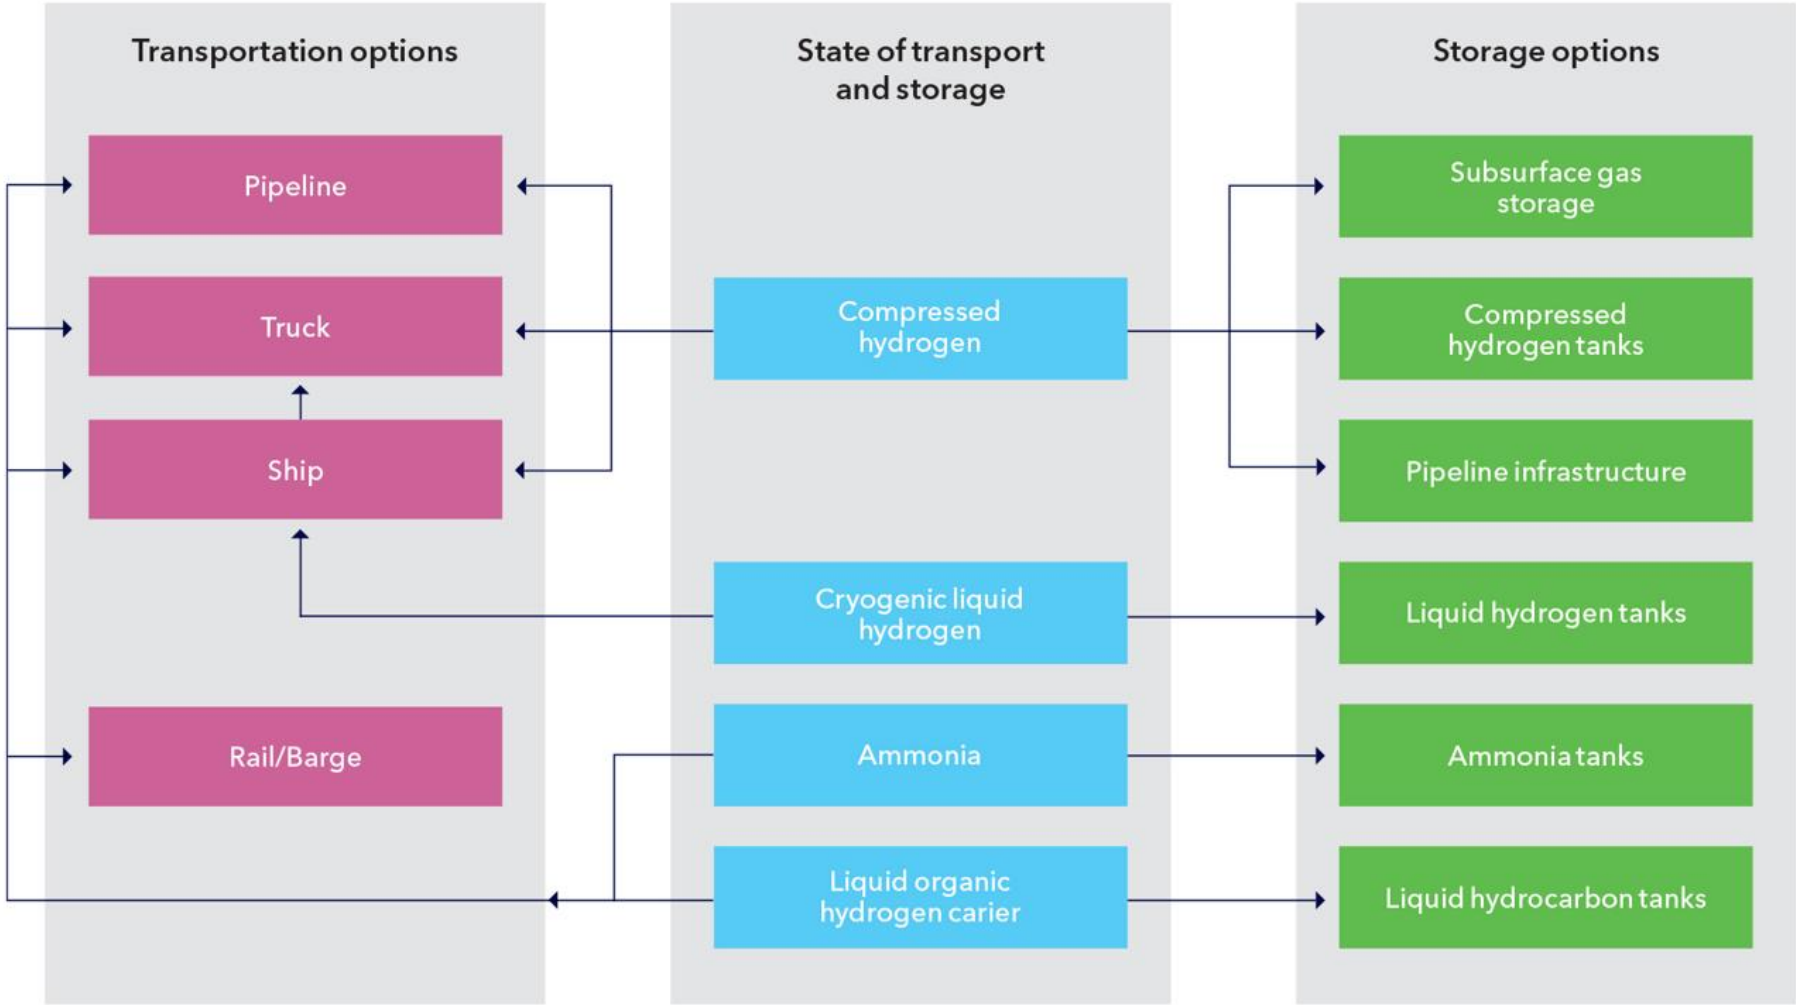 Transportation options
State of transport
and storage
Storage options
Pipeline
Truck
Ship
Rail/Barge
Compressed
hydrogen
Cryogenic liquid
hydrogen
Ammonia
Liquid organic
hydrogen carier
Subsurface gas
storage
Compressed
hydrogen tanks
Pipeline infrastructure
Liquid hydrogen tanks
Ammonia tanks
Liquid hydrocarbon tanks